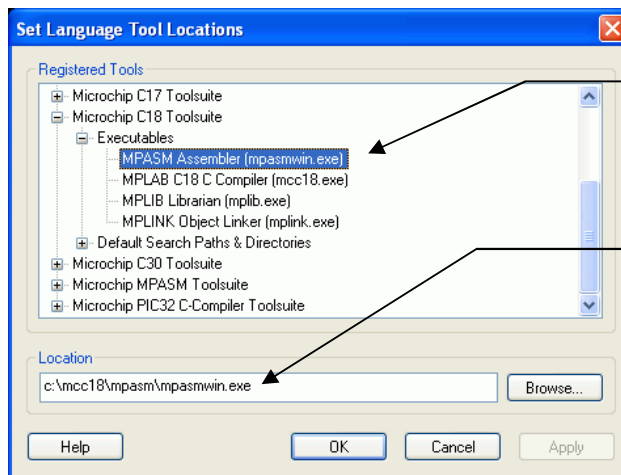 Set Language Tool Locations
Registered Tools
Microchip C17 Toolsuite
Microchip C18 Toolsuite
Executables
MPASM Assembler (mpasmwin.exe)
MPLAB C18 C Compiler (mcc18.exe)
MPLIB Librarian (mplib.exe)
MPLINK Object Linker (mplink.exe)
Default Search Paths & Directories
Microchip C30 Toolsuite
Microchip MPASM Toolsuite
Microchip PIC32 C-Compiler Toolsuite
Location
c:\mcc18\mpasm\mpasmwin.exe
Browse...
Help
OK
Cancel
Apply